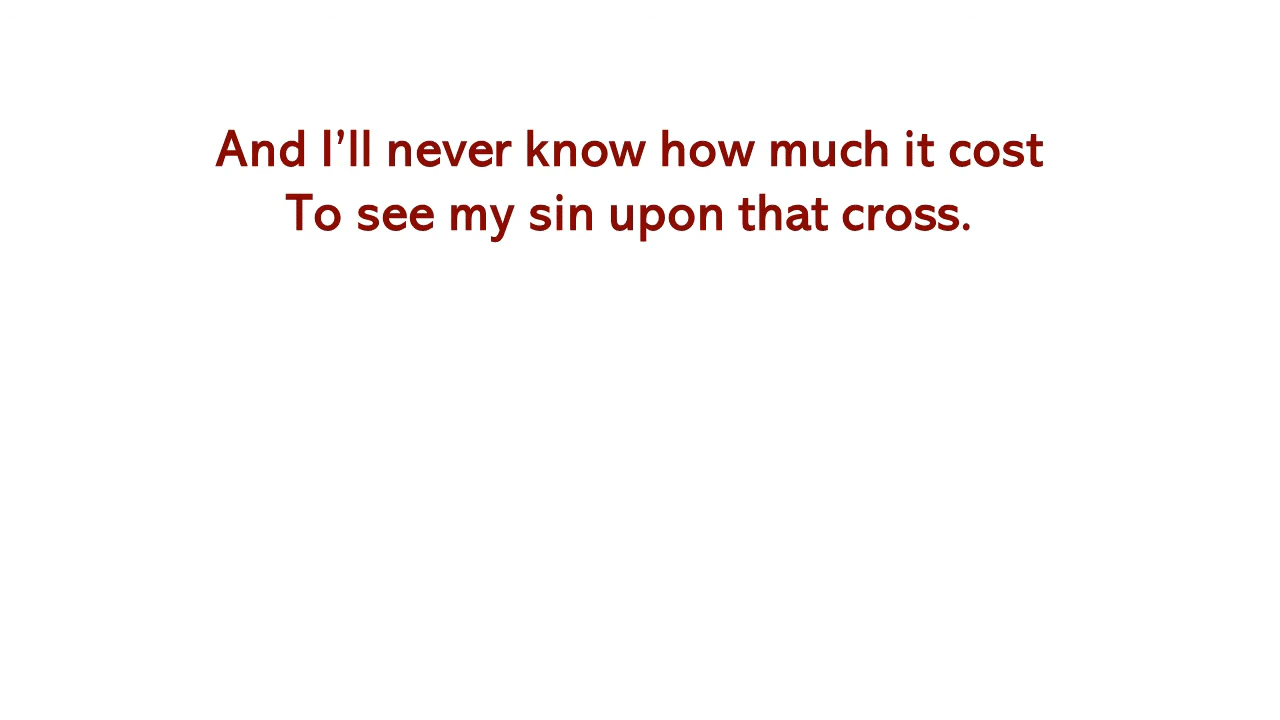 And I’ll never know how much it cost
To see my sin upon that cross.